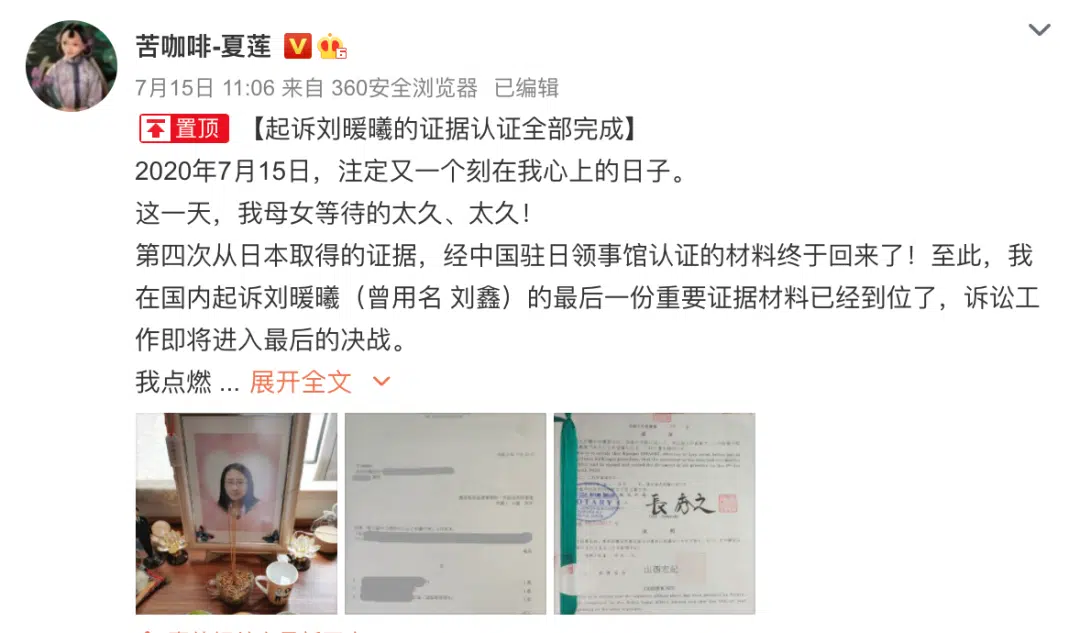 苦咖啡-夏莲
7月15日 11:06 来自 360安全浏览器 已编辑
置顶 【起诉刘暖曦的证据认证全部完成】
2020年7月15日，注定又一个刻在我心上的日子。
这一天，我母女等待的太久、太久！
第四次从日本取得的证据，经中国驻日领事馆认证的材料终于回来了！至此，我
在国内起诉刘暖曦（曾用名 刘鑫）的最后一份重要证据材料已经到位了，诉讼工
作即将进入最后的决战。
我点燃 ... 展开全文